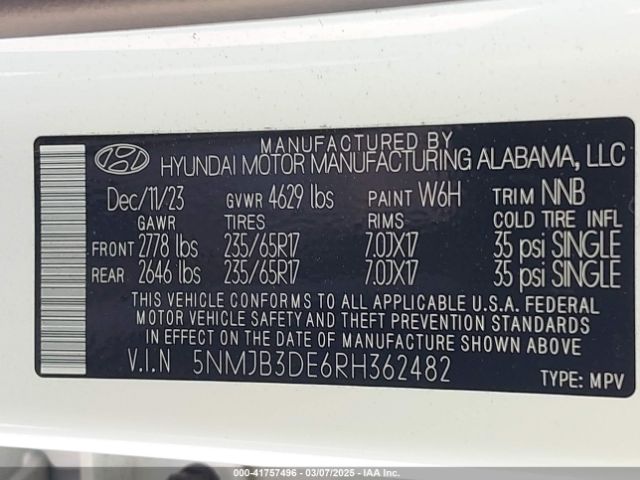 MANUFACTURED BY
HYUNDAI MOTOR MANUFACTURING ALABAMA, LLC
Dec/11/23 GVWR 4629 lbs PAINT W6H TRIM NNB
GAWR TIRES RIMS COLD TIRE INFL
FRONT 2778 lbs 235/65R17 7.0JX17 35 psi SINGLE
REAR 2646 lbs 235/65R17 7.0JX17 35 psi SINGLE
THIS VEHICLE CONFORMS TO ALL APPLICABLE U.S.A. FEDERAL
MOTOR VEHICLE SAFETY AND THEFT PREVENTION STANDARDS
IN EFFECT ON THE DATE OF MANUFACTURE SHOWN ABOVE
V.I.N 5NMJB3DE6RH362482
TYPE: MPV
000-41757496 - 03/07/2025 - IAA Inc.